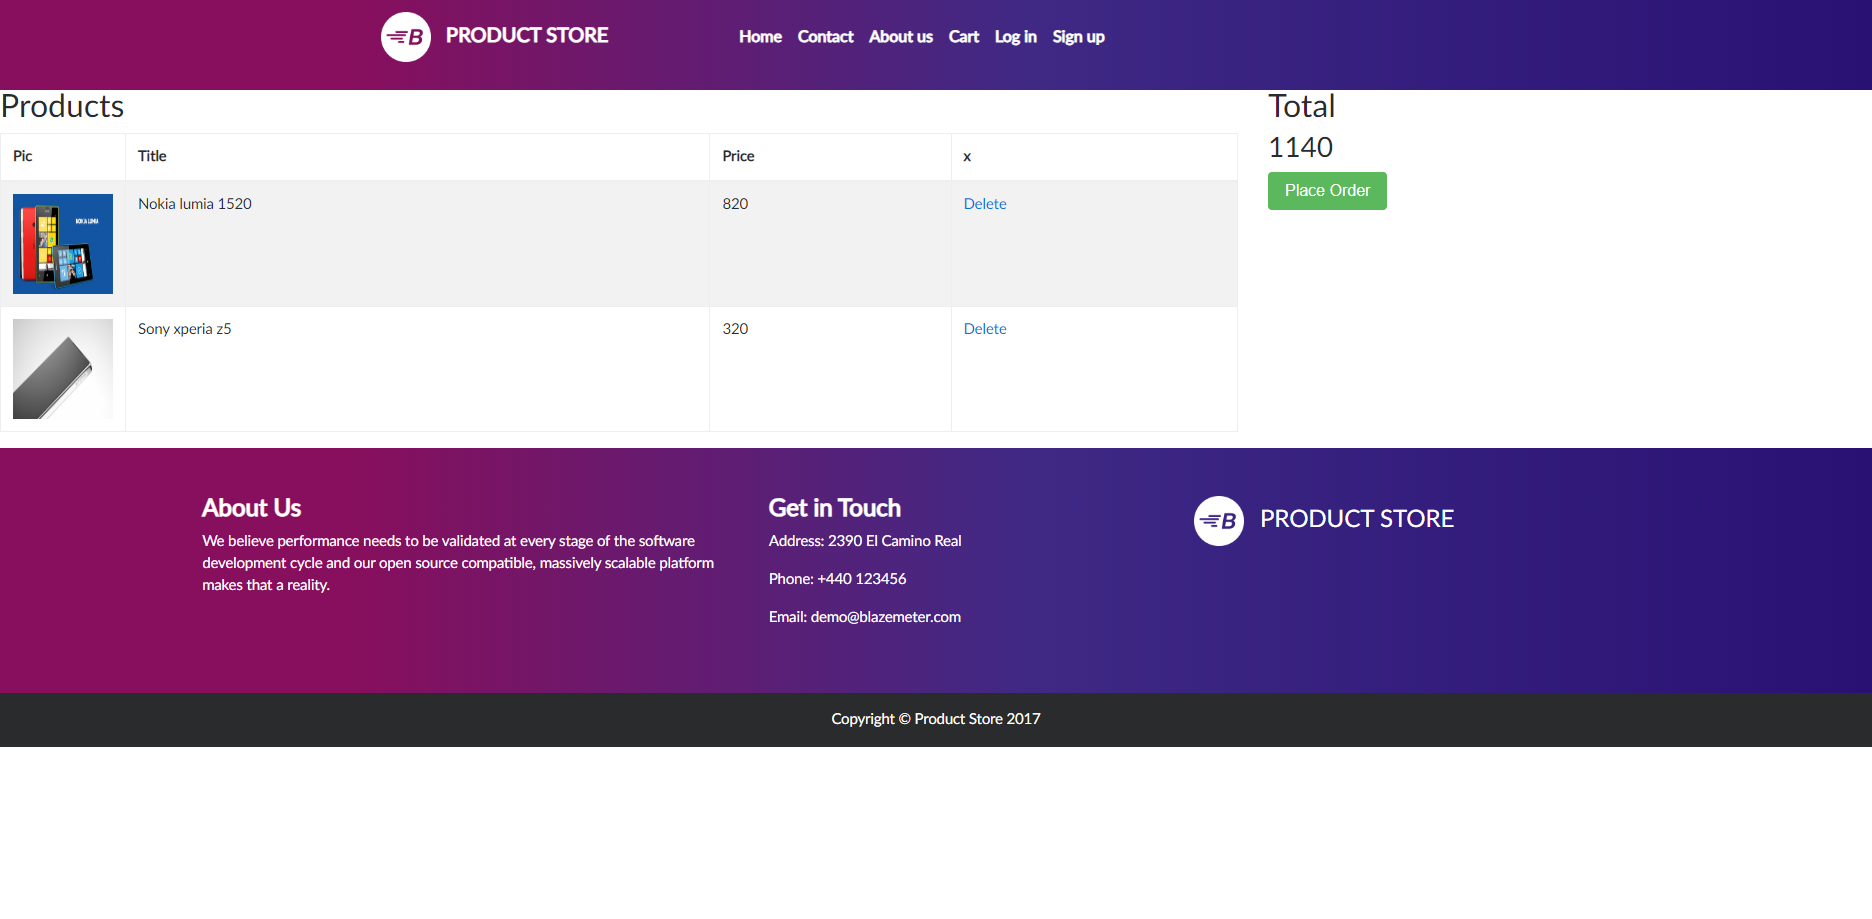 B PRODUCT STORE Home Contact About us Cart Log in Sign up
Products
Total
1140
Place Order
Pic Title Price x
NOKIA LUMIA
Nokia lumia 1520 820 Delete
Sony xperia z5 320 Delete
About Us
We believe performance needs to be validated at every stage of the software
development cycle and our open source compatible, massively scalable platform
makes that a reality.
Get in Touch
Address: 2390 El Camino Real
Phone: +440 123456
Email: demo@blazemeter.com
B PRODUCT STORE
Copyright © Product Store 2017